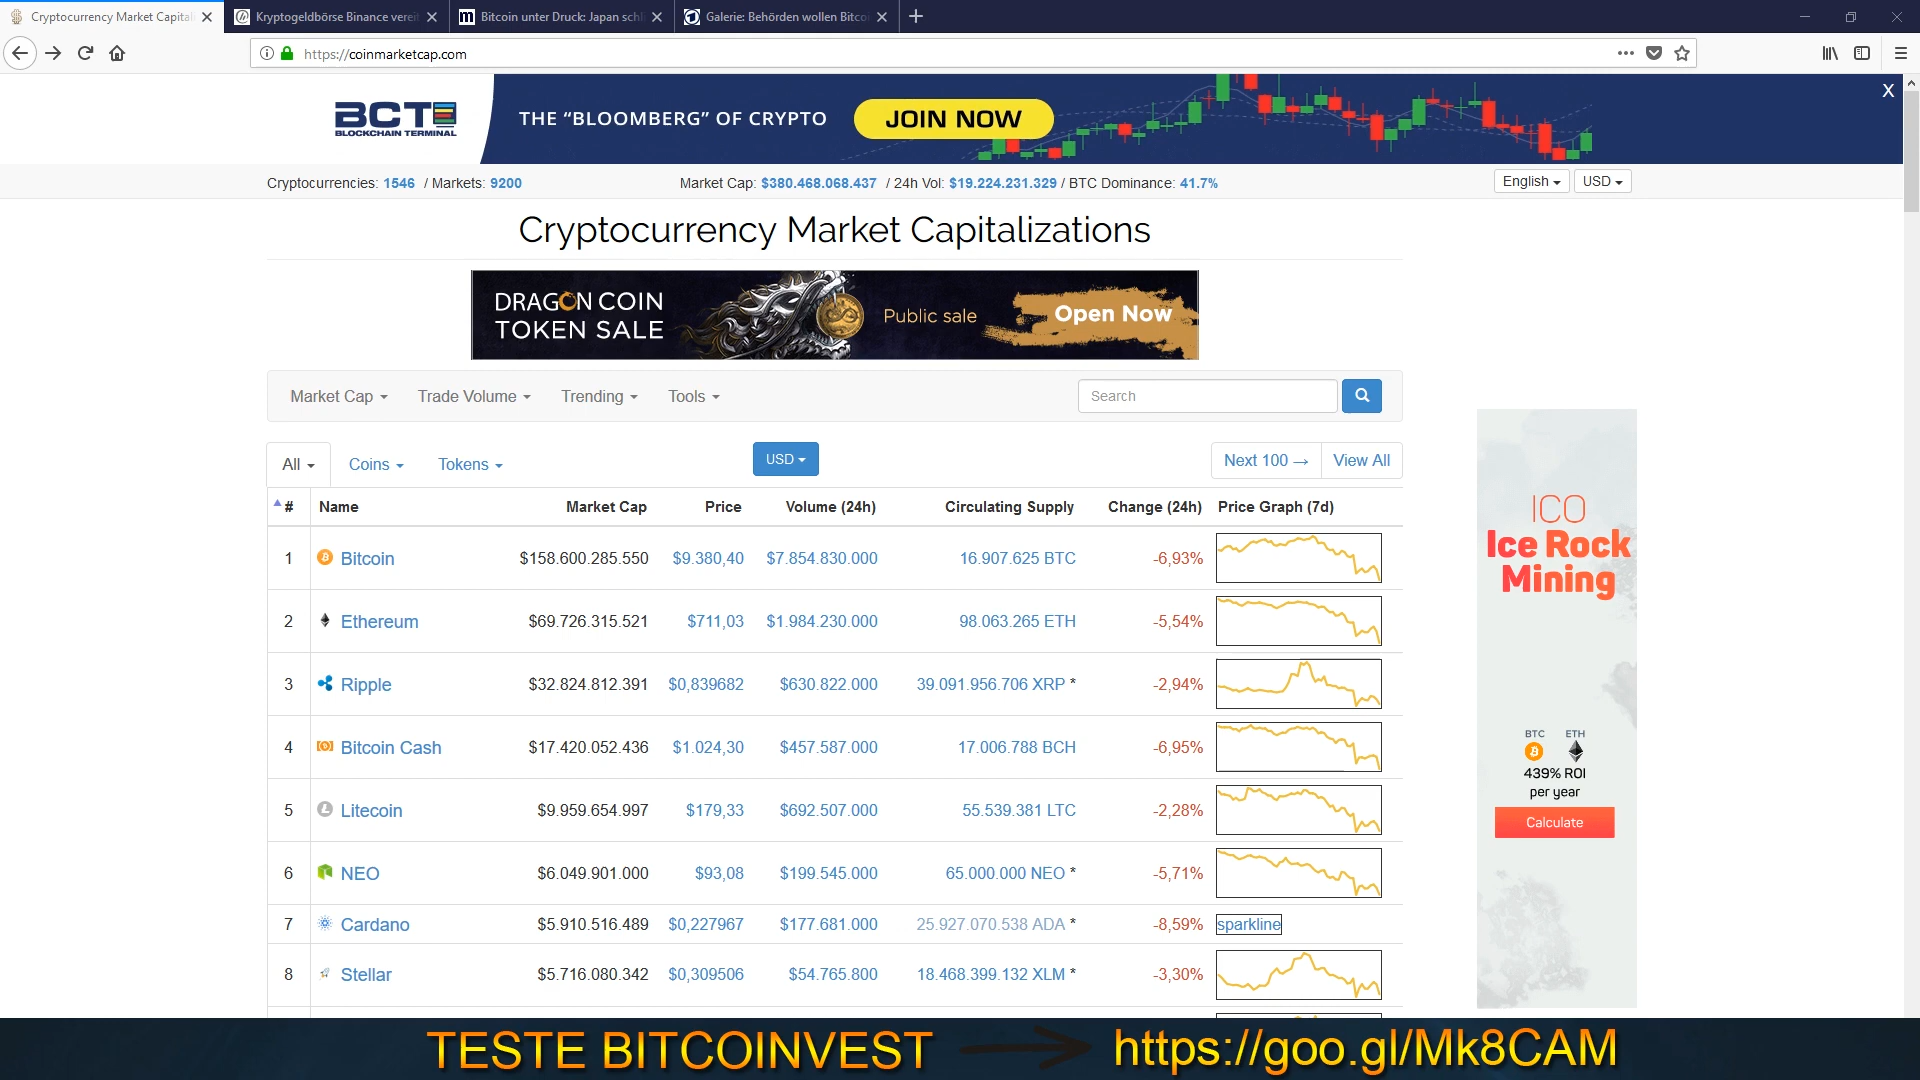 Cryptocurrency Market Capital
Kryptogeldbörse Binance verei
Bitcoin unter Druck: Japan schl
Galerie: Behörden wollen Bitco
https://coinmarketcap.com
BCT
BLOCKCHAIN TERMINAL
THE “BLOOMBERG” OF CRYPTO
JOIN NOW
X
Cryptocurrencies: 1546 / Markets: 9200
Market Cap: $380.468.068.437 / 24h Vol: $19.224.231.329 / BTC Dominance: 41.7%
English
USD
Cryptocurrency Market Capitalizations
DRAGON COIN
TOKEN SALE
Public sale
Open Now
Market Cap
Trade Volume
Trending
Tools
Search
All
Coins
Tokens
USD
Next 100 →
View All
# Name Market Cap Price Volume (24h) Circulating Supply Change (24h) Price Graph (7d)
1 Bitcoin $158.600.285.550 $9.380,40 $7.854.830.000 16.907.625 BTC -6,93%
2 Ethereum $69.726.315.521 $711,03 $1.984.230.000 98.063.265 ETH -5,54%
3 Ripple $32.824.812.391 $0,839682 $630.822.000 39.091.956.706 XRP * -2,94%
4 Bitcoin Cash $17.420.052.436 $1.024,30 $457.587.000 17.006.788 BCH -6,95%
5 Litecoin $9.959.654.997 $179,33 $692.507.000 55.539.381 LTC -2,28%
6 NEO $6.049.901.000 $93,08 $199.545.000 65.000.000 NEO * -5,71%
7 Cardano $5.910.516.489 $0,227967 $177.681.000 25.927.070.538 ADA * -8,59% sparkline
8 Stellar $5.716.080.342 $0,309506 $54.765.800 18.468.399.132 XLM * -3,30%
ICO
Ice Rock
Mining
BTC ETH
439% ROI
per year
Calculate
TESTE BITCOINVEST
https://goo.gl/Mk8CAM